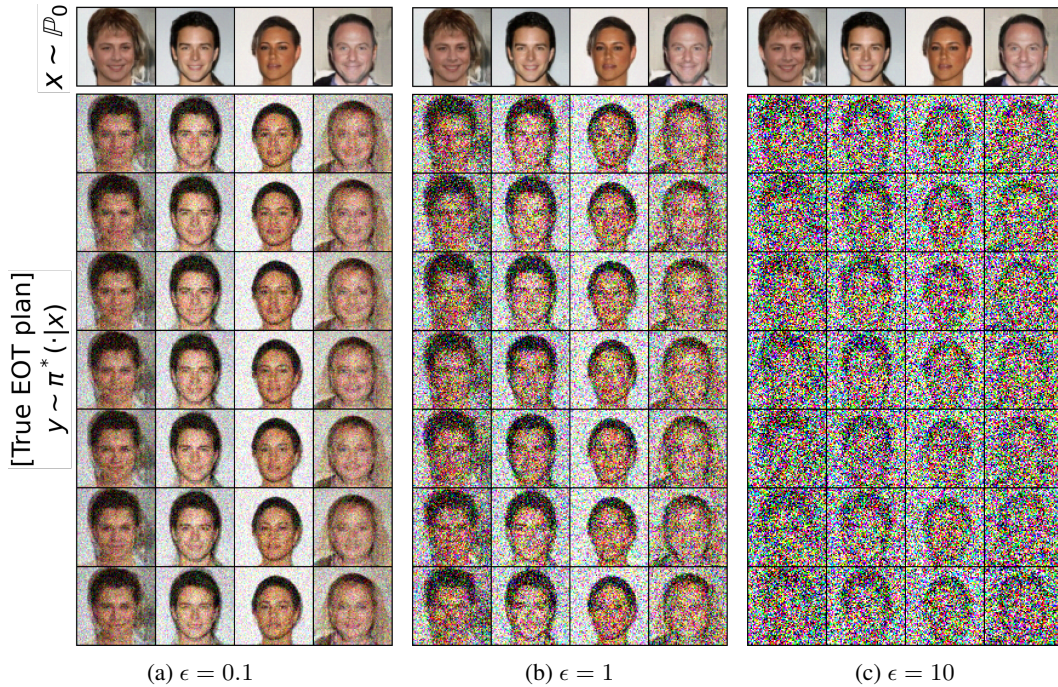 x ~ ℙ₀
[True EOT plan]
y ~ π*(·|x)
(a) ϵ = 0.1
(b) ϵ = 1
(c) ϵ = 10